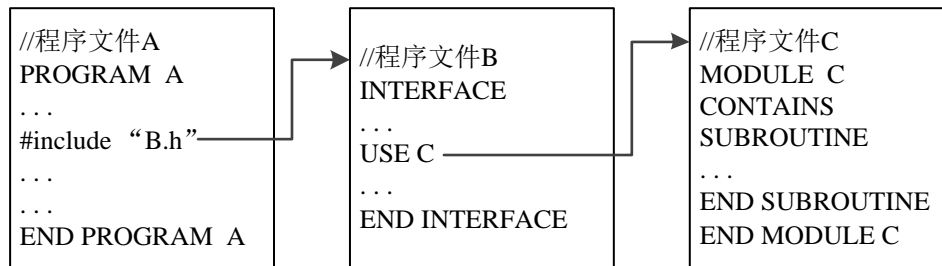 //程序文件A
PROGRAM A
. . .
#include “B.h”
. . .
. . .
END PROGRAM A
//程序文件B
INTERFACE
. . .
USE C
. . .
END INTERFACE
//程序文件C
MODULE C
CONTAINS
SUBROUTINE
. . .
END SUBROUTINE
END MODULE C